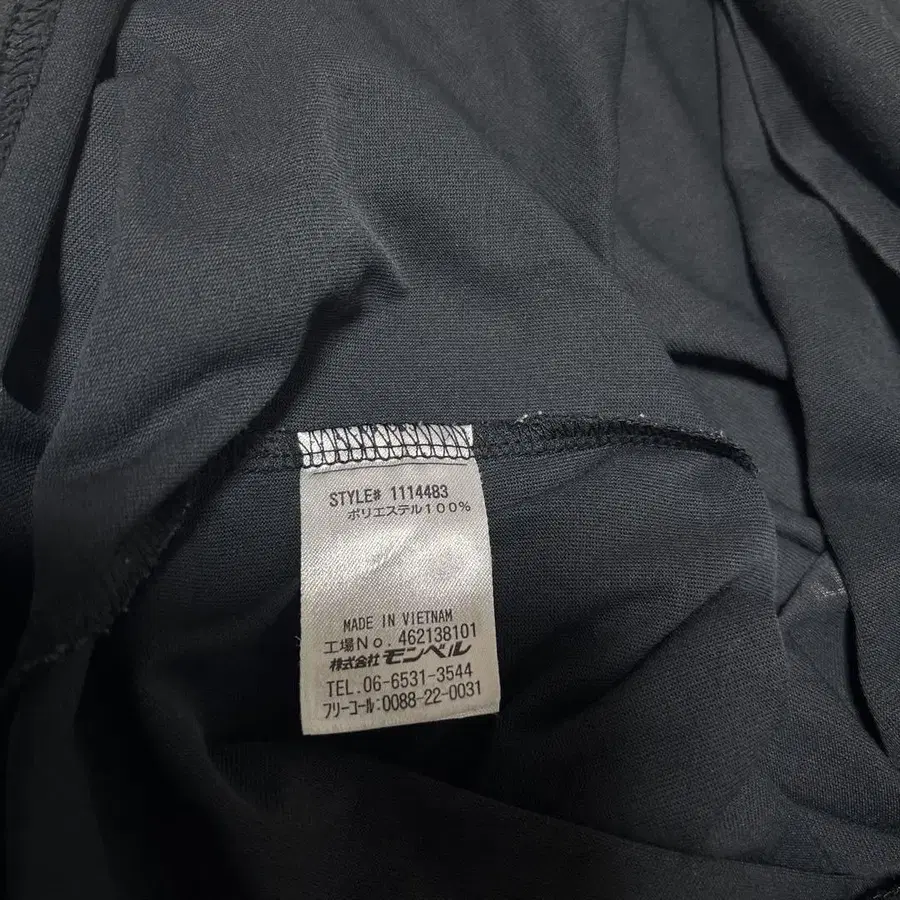 STYLE# 1114483
ポリエステル100%
MADE IN VIETNAM
工場No. 462138101
株式会社 モンベル
TEL.06-6531-3544
フリーコール:0088-22-0031